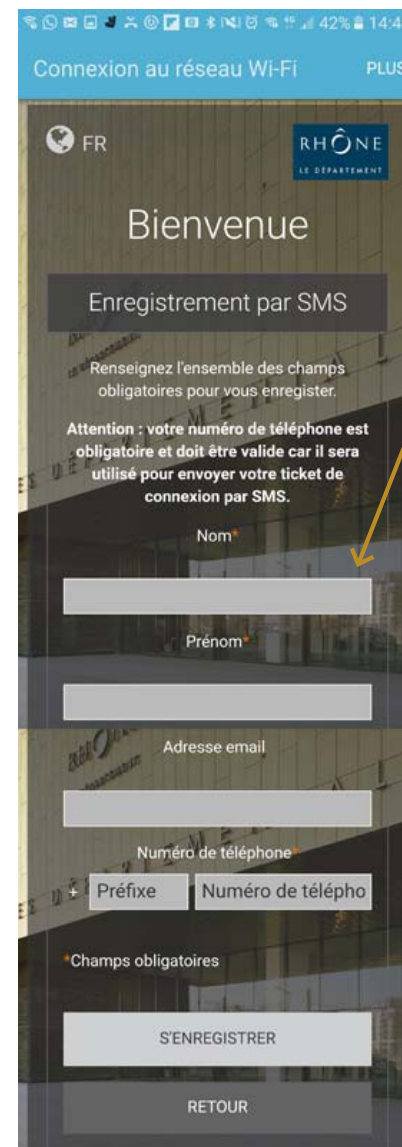 42% 14:4
Connexion au réseau Wi-Fi PLUS
FR
RHÔNE
LE DÉPARTEMENT
Bienvenue
Enregistrement par SMS
Renseignez l'ensemble des champs
obligatoires pour vous enregistrer.
Attention : votre numéro de téléphone est
obligatoire et doit être valide car il sera
utilisé pour envoyer votre ticket de
connexion par SMS.
Nom*
Prénom*
Adresse email
Numéro de téléphone*
+ Préfixe Numéro de télépho
*Champs obligatoires
S'ENREGISTRER
RETOUR